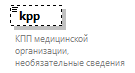 kpp
КПП медицинской
организации,
необязательные сведения